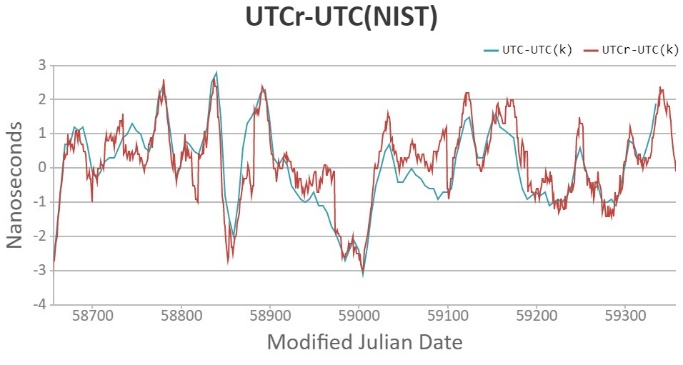 UTCr-UTC(NIST)
UTC-UTC(k) UTCr-UTC(k)
3
2
1
0
-1
-2
-3
-4
Nanoseconds
58700 58800 58900 59000 59100 59200 59300
Modified Julian Date